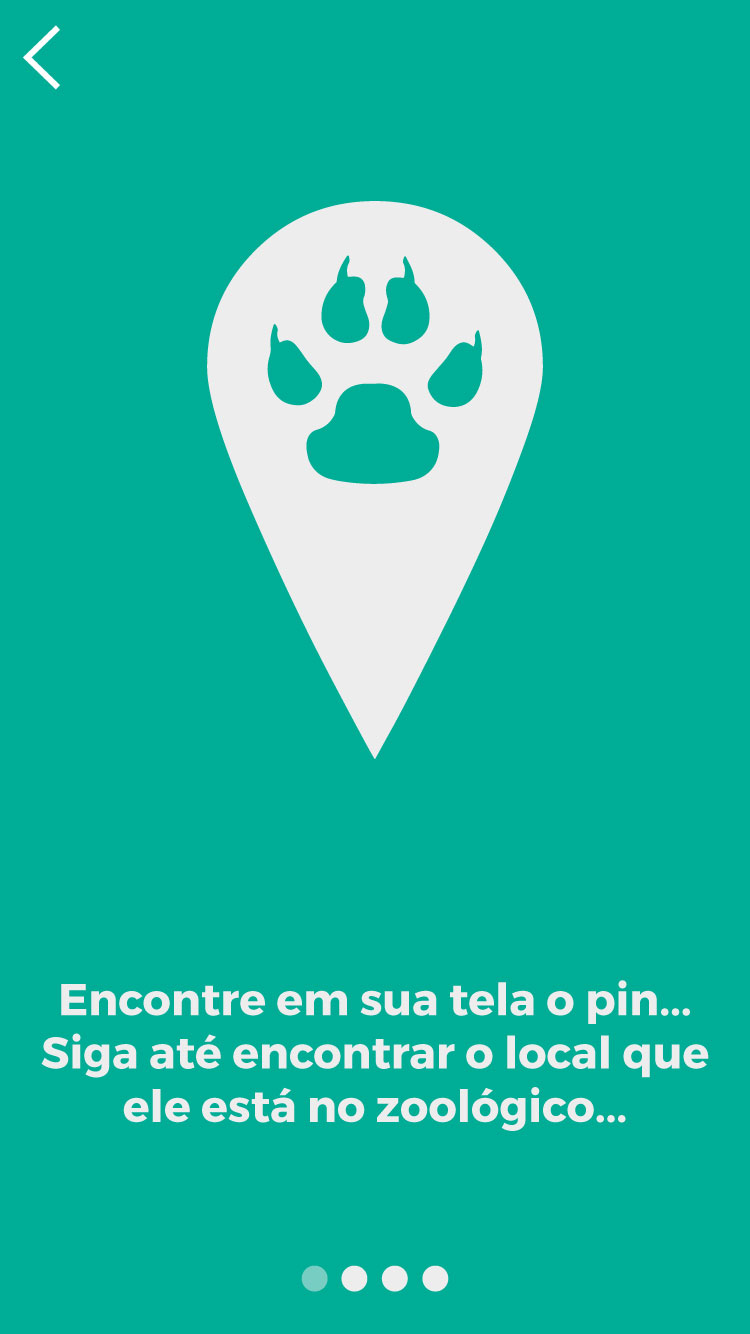 Encontre em sua tela o pin...
Siga até encontrar o local que
ele está no zoológico...